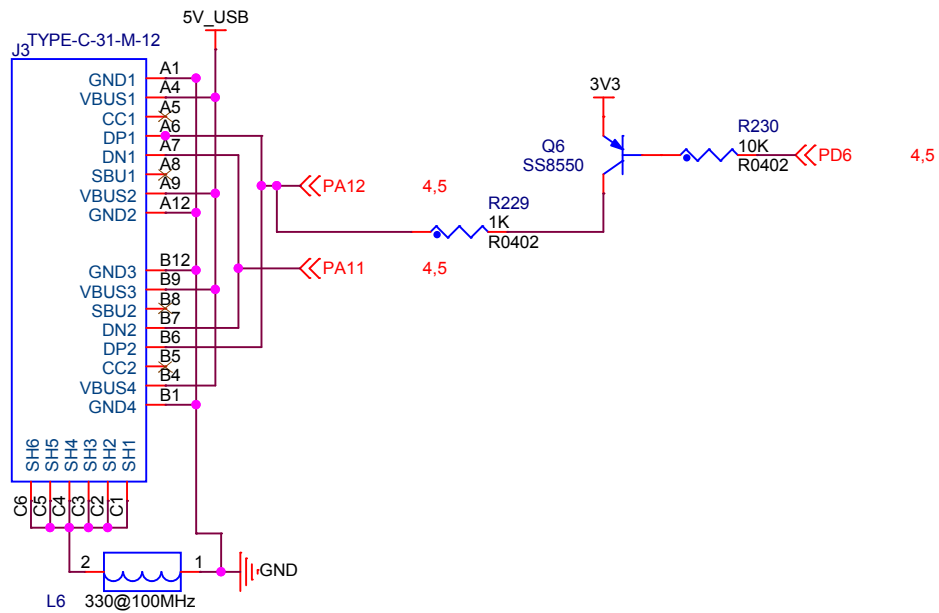 5V_USB
J3 TYPE-C-31-M-12
GND1 A1
VBUS1 A4
CC1 A5
DP1 A6
DN1 A7
SBU1 A8
VBUS2 A9
GND2 A12
GND3 B12
VBUS3 B9
SBU2 B8
DN2 B7
DP2 B6
CC2 B5
VBUS4 B4
GND4 B1
SH6 SH5 SH4 SH3 SH2 SH1
C6 C5 C4 C3 C2 C1
2 1
GND
L6 330@100MHz
PA12 4,5
PA11 4,5
R229
1K
R0402
3V3
Q6
SS8550
R230
10K
R0402
PD6 4,5